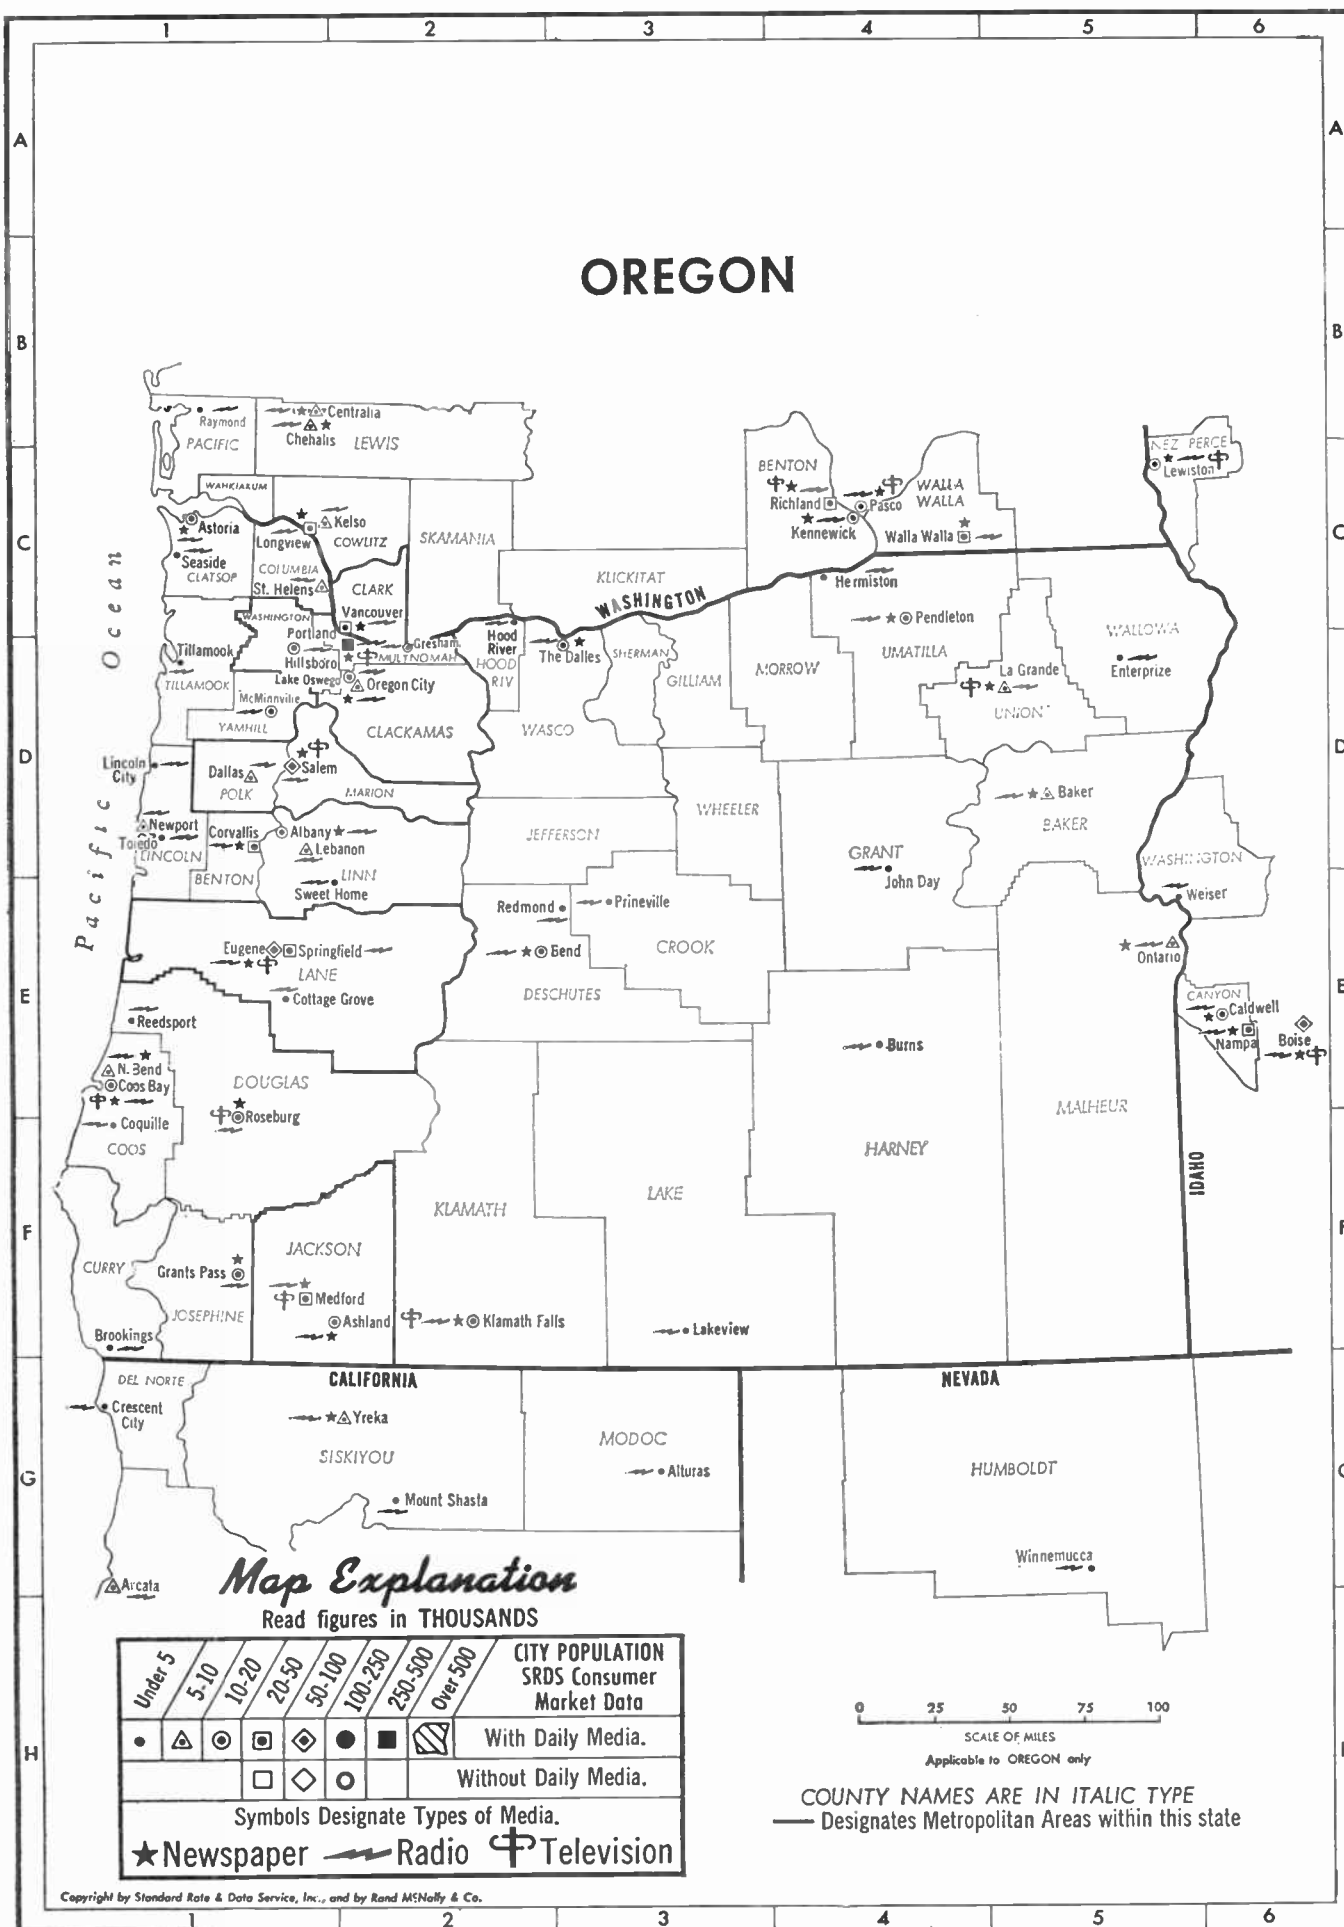 1 2 3 4 5 6
A A
OREGON
B B
Raymond
PACIFIC
Centralia
Chehalis
LEWIS
NEZ PERCE
Lewiston
BENTON
Richland
Pasco
Kennewick
WALLA
WALLA
Walla Walla
WAHKIAKUM
Astoria
Seaside
CLATSOP
Kelso
Longview
COWLITZ
COLUMBIA
St. Helens
SKAMANIA
CLARK
Vancouver
KLICKITAT
WASHINGTON
Hermiston
Pendleton
UMATILLA
WALLOWA
Enterprize
C
Pacific Ocean
WASHINGTON
Portland
Hillsboro
Gresham
MULTNOMAH
Lake Oswego
Oregon City
Hood
River
HOOD
RIV
The Dalles
SHERMAN
GILLIAM
MORROW
La Grande
UNION
Tillamook
TILLAMOOK
McMinnville
YAMHILL
CLACKAMAS
WASCO
D D
Lincoln
City
Dallas
POLK
Salem
MARION
WHEELER
Baker
BAKER
Newport
Toledo
LINCOLN
Corvallis
BENTON
Albany
Lebanon
LINN
Sweet Home
JEFFERSON
GRANT
John Day
WASHINGTON
Weiser
Redmond
Prineville
CROOK
Bend
DESCHUTES
Ontario
Eugene
Springfield
LANE
Cottage Grove
E E
CANYON
Caldwell
Nampa
Boise
Reedsport
N. Bend
Coos Bay
Coquille
COOS
DOUGLAS
Roseburg
Burns
MALHEUR
HARNEY
IDAHO
LAKE
KLAMATH
F
CURRY
Grants Pass
JOSEPHINE
JACKSON
Medford
Ashland
Klamath Falls
Lakeview
Brookings
DEL NORTE
CALIFORNIA
NEVADA
Crescent
City
Yreka
SISKIYOU
MODOC
Alturas
HUMBOLDT
G
Mount Shasta
Winnemucca
Arcata
Map Explanation
Read figures in THOUSANDS
Under 5
5-10
10-20
20-50
50-100
100-250
250-500
Over 500
CITY POPULATION
SRDS Consumer
Market Data
With Daily Media.
Without Daily Media.
Symbols Designate Types of Media.
Newspaper Radio Television
H
0 25 50 75 100
SCALE OF MILES
Applicable to OREGON only
COUNTY NAMES ARE IN ITALIC TYPE
Designates Metropolitan Areas within this state
Copyright by Standard Rate & Data Service, Inc., and by Rand McNally & Co.
1 2 3 4 5 6